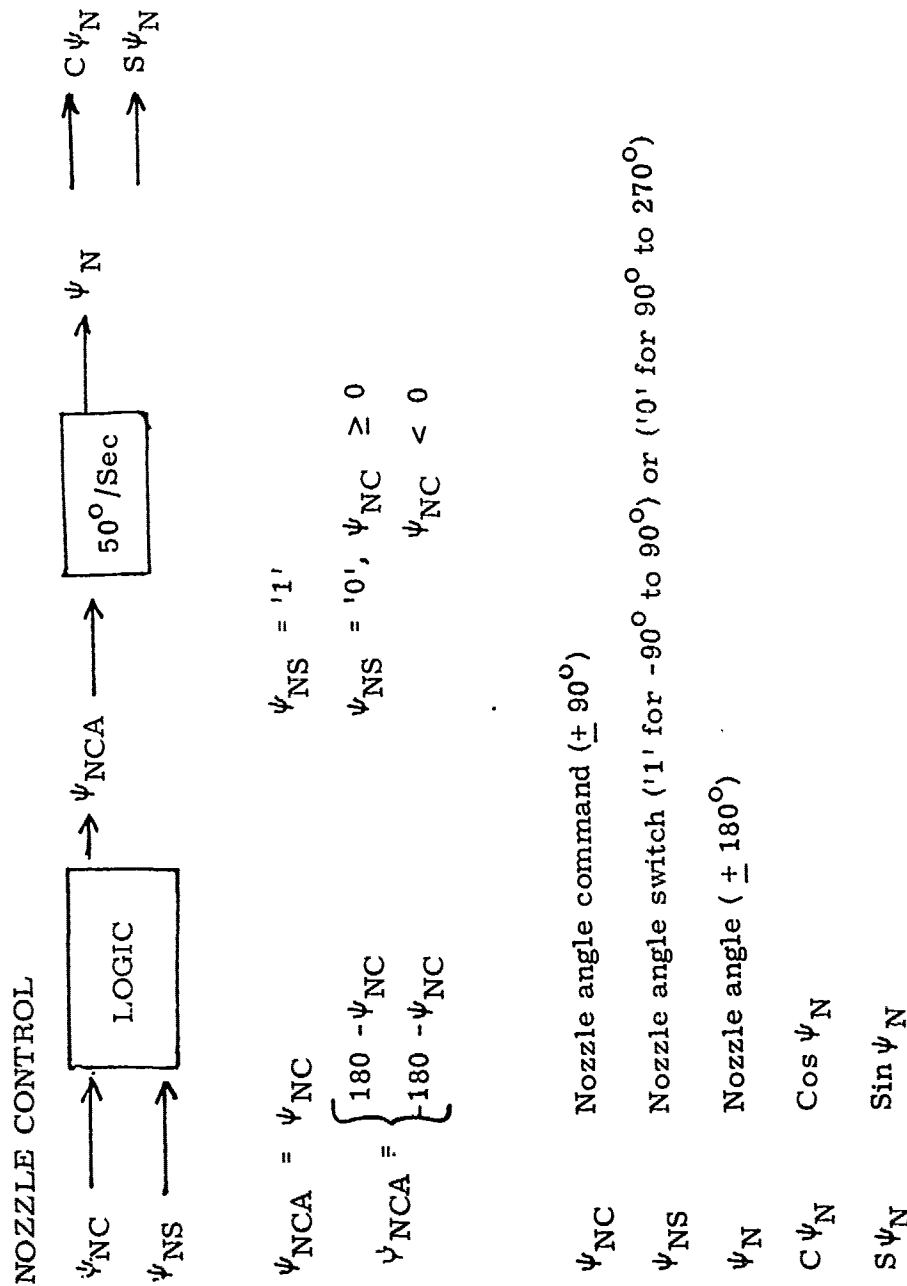 NOZZLE CONTROL
ψNC
ψNS
LOGIC
ψNCA
50°/Sec
ψN
CψN
SψN
ψNCA = ψNC
ψNS = '1'
ψNCA = { 180 - ψNC
ψNS = '0', ψNC ≥ 0
-180 - ψNC
ψNC < 0
ψNC Nozzle angle command (± 90°)
ψNS Nozzle angle switch ('1' for -90° to 90°) or ('0' for 90° to 270°)
ψN Nozzle angle ( ± 180°)
CψN Cos ψN
SψN Sin ψN